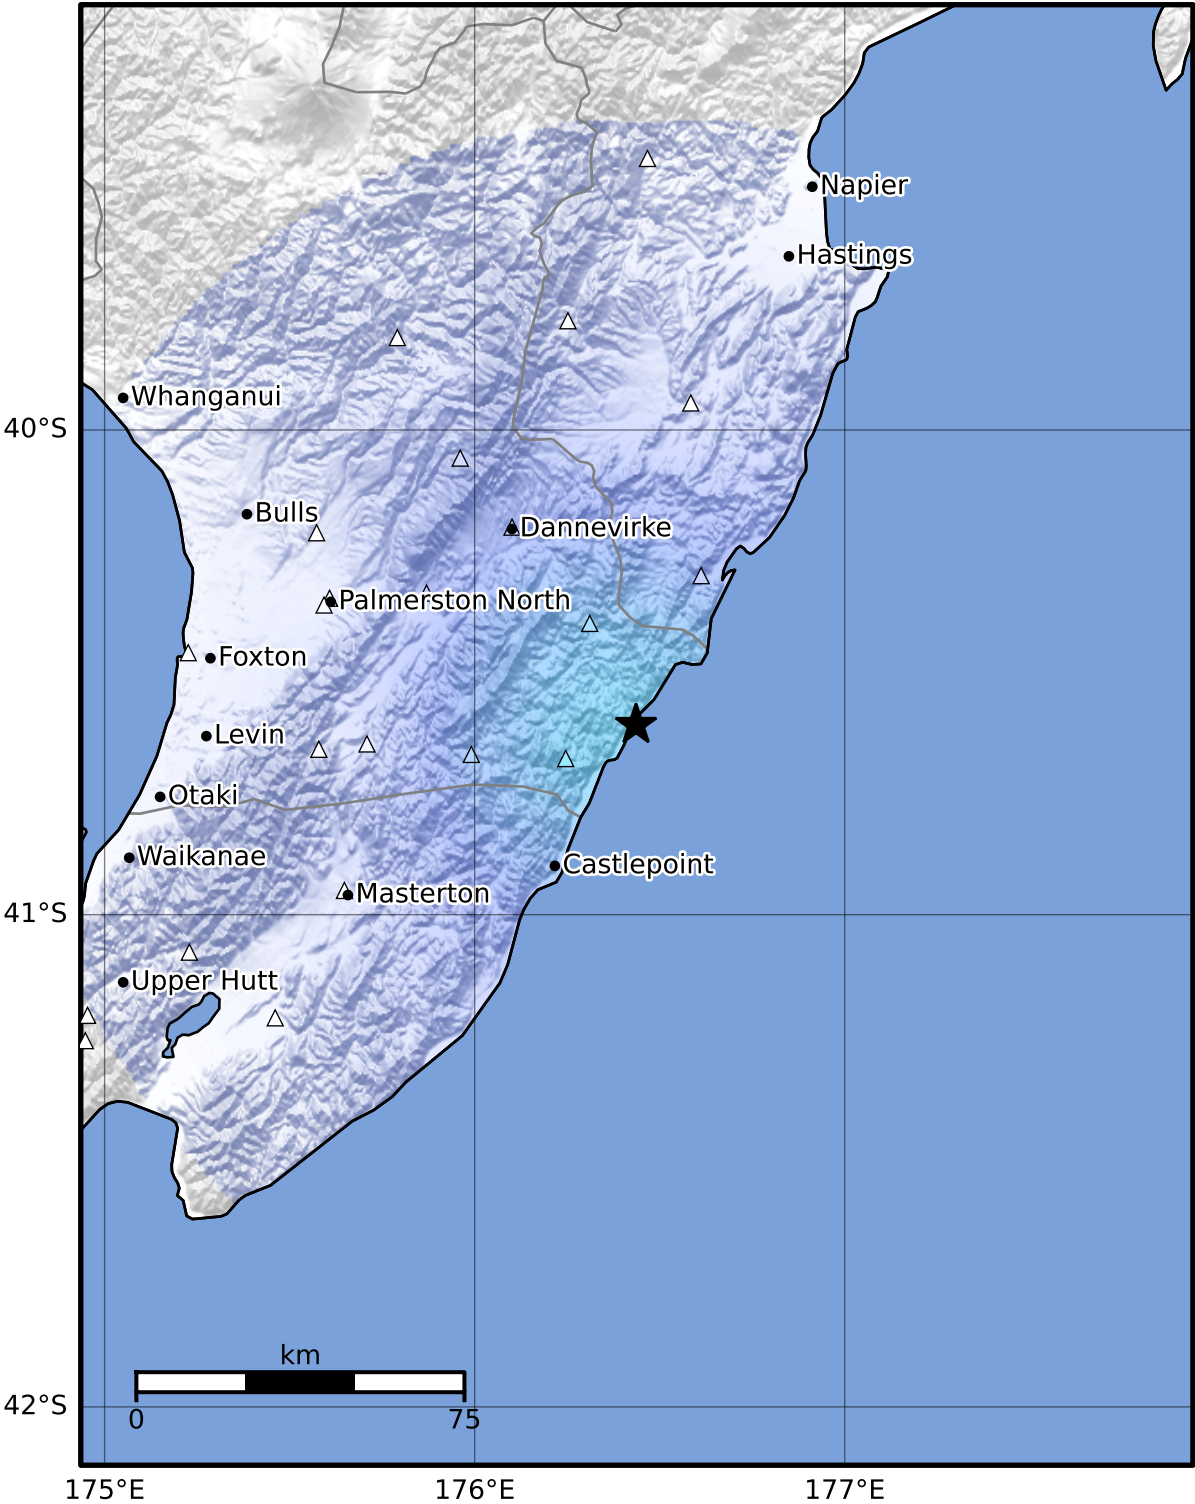 Napier
Hastings
Whanganui
40°S
Bulls
Dannevirke
Palmerston North
Foxton
Levin
Otaki
Waikanae
Castlepoint
Masterton
41°S
Upper Hutt
km
0 75
42°S
175°E 176°E 177°E